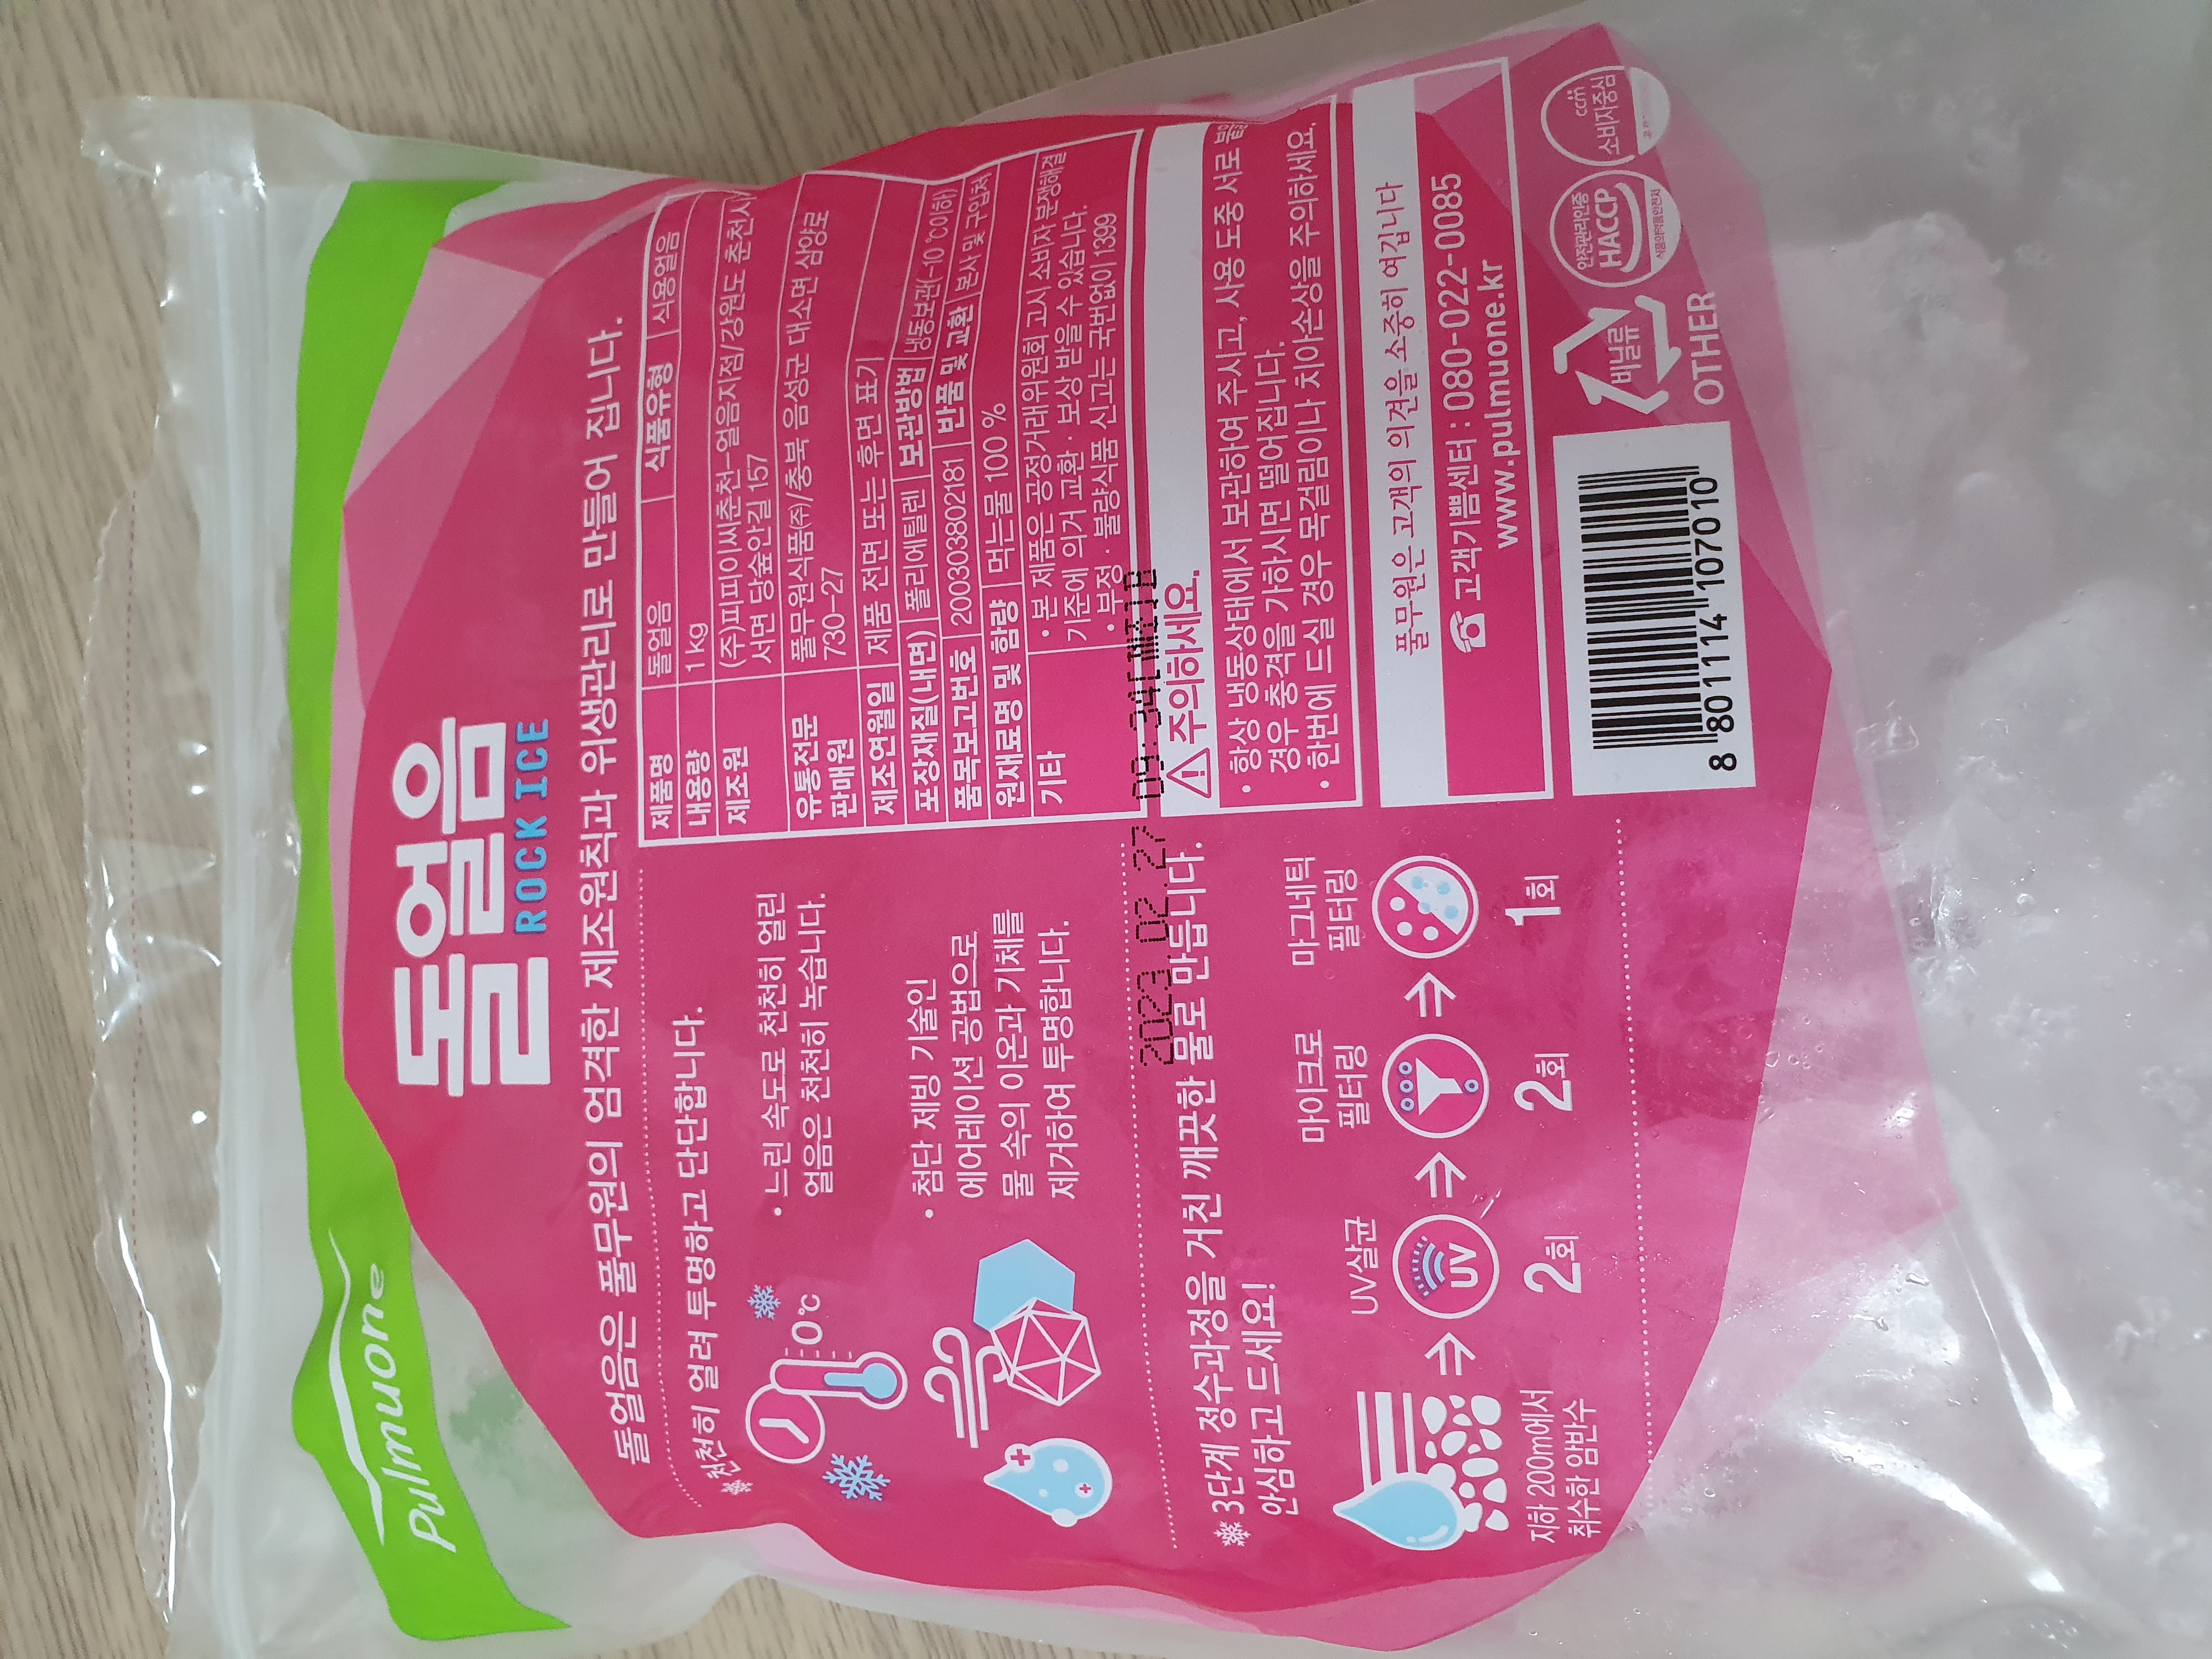 Pulmuone
돌얼음
ROCK ICE
돌얼음은 풀무원의 엄격한 제조원칙과 위생관리로 만들어 집니다.
천천히 얼려 투명하고 단단합니다.
0℃
• 느린 속도로 천천히 얼린
얼음은 천천히 녹습니다.
• 첨단 제빙 기술인
에어레이션 공법으로
물 속의 이온과 기체를
제거하여 투명합니다.
3단계 정수과정을 거친 깨끗한 물로 만듭니다.
안심하고 드세요!
지하 200m에서
취수한 암반수
UV살균
UV
2회
마이크로
필터링
2회
마그네틱
필터링
1회
제품명 돌얼음 식품유형 식용얼음
내용량 1kg
제조원 (주)피피이씨춘천-얼음지점/강원도 춘천시
서면 당숲안길 157
유통전문 판매원 풀무원식품㈜/충북 음성군 대소면 삼양로
730-27
제조연월일 제품 전면 또는 후면 표기
포장재질(내면) 폴리에틸렌 보관방법 냉동보관(-10 ℃이하)
품목보고번호 20030380218​1 반품 및 교환 본사 및 구입처
원재료명 및 함량 먹는물 100 %
기타 • 본 제품은 공정거래위원회 고시 소비자 분쟁해결
기준에 의거 교환 · 보상 받을 수 있습니다.
• 부정 · 불량식품 신고는 국번없이 1399
2023.02.27 09:34E
주의하세요.
• 항상 냉동상태에서 보관하여 주시고, 사용 도중 서로 붙을
경우 충격을 가하시면 떨어집니다.
• 한번에 드실 경우 목걸림이나 치아손상을 주의하세요.
풀무원은 고객의 의견을 소중히 여깁니다
고객기쁨센터 : 080-022-0085
www.pulmuone.kr
8 801114 107010
비닐류
OTHER
안전관리인증
HACCP
식품의약품안전처
ccm
소비자중심